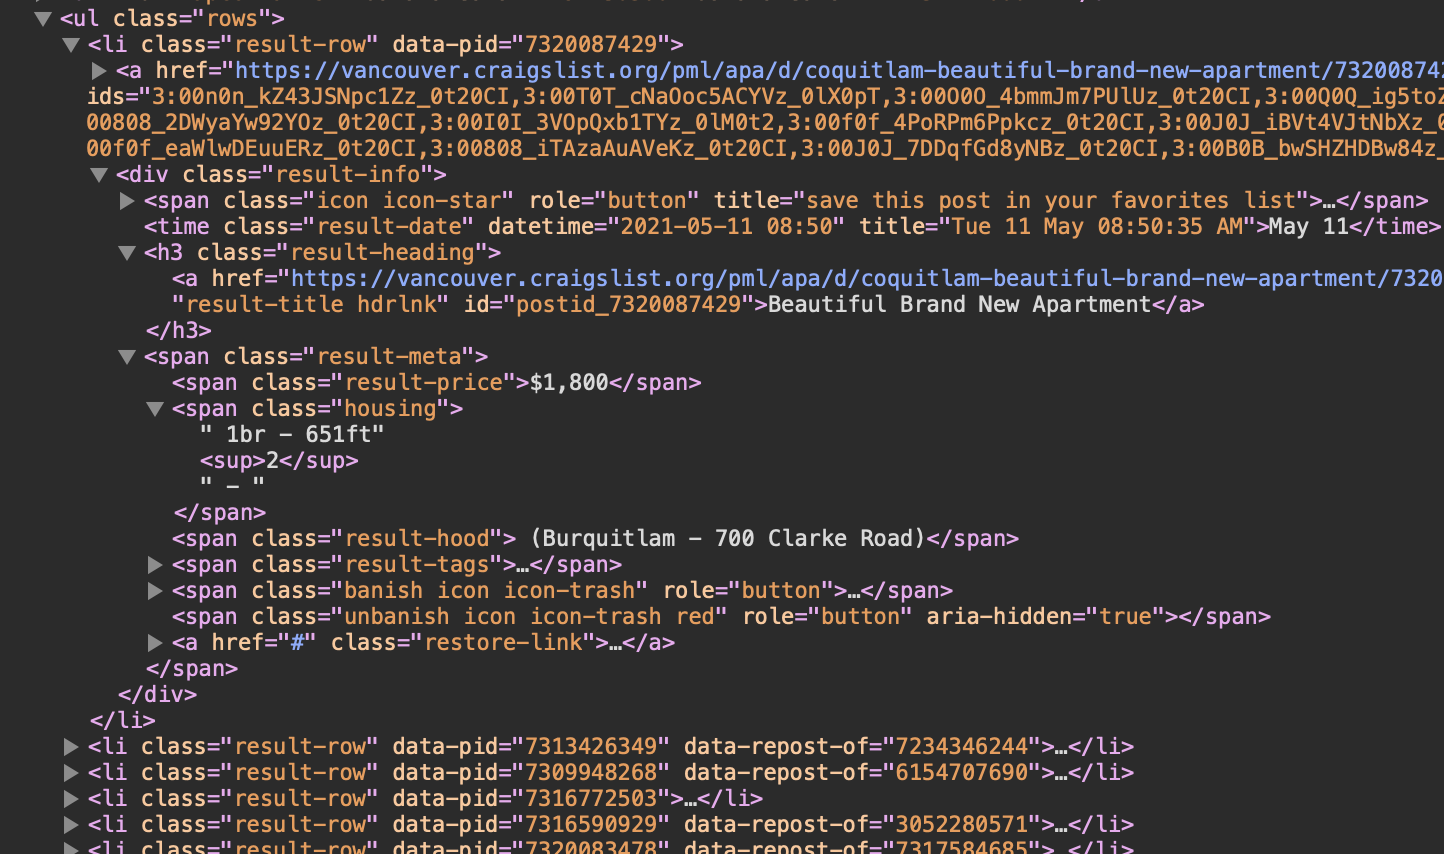 <ul class="rows">
<li class="result-row" data-pid="7320087429">
<a href="https://vancouver.craigslist.org/pml/apa/d/coquitlam-beautiful-brand-new-apartment/732008742
ids="3:00n0n_kZ43JSNpc1Zz_0t20CI,3:00T0T_cNaOoc5ACYVz_0lX0pT,3:00O0O_4bmmJm7PUlUz_0t20CI,3:00Q0Q_ig5toZ
00808_2DWyaYw92YOz_0t20CI,3:00I0I_3VOpQxb1TYz_0lM0t2,3:00f0f_4PoRPm6Ppkcz_0t20CI,3:00J0J_iBVt4VJtNbXz_0
00f0f_eaWlwDEuuERz_0t20CI,3:00808_iTAzaAuAVeKz_0t20CI,3:00J0J_7DDqfGd8yNBz_0t20CI,3:00B0B_bwSHZHDBw84z_
<div class="result-info">
<span class="icon icon-star" role="button" title="save this post in your favorites list">…</span>
<time class="result-date" datetime="2021-05-11 08:50" title="Tue 11 May 08:50:35 AM">May 11</time>
<h3 class="result-heading">
<a href="https://vancouver.craigslist.org/pml/apa/d/coquitlam-beautiful-brand-new-apartment/7320
"result-title hdrlnk" id="postid_7320087429">Beautiful Brand New Apartment</a>
</h3>
<span class="result-meta">
<span class="result-price">$1,800</span>
<span class="housing">
" 1br – 651ft"
<sup>2</sup>
" – "
</span>
<span class="result-hood"> (Burquitlam – 700 Clarke Road)</span>
<span class="result-tags">…</span>
<span class="banish icon icon-trash" role="button">…</span>
<span class="unbanish icon icon-trash red" role="button" aria-hidden="true"></span>
<a href="#" class="restore-link">…</a>
</span>
</div>
</li>
<li class="result-row" data-pid="7313426349" data-repost-of="7234346244">…</li>
<li class="result-row" data-pid="7309948268" data-repost-of="6154707690">…</li>
<li class="result-row" data-pid="7316772503">…</li>
<li class="result-row" data-pid="7316590929" data-repost-of="3052280571">…</li>
<li class="result-row" data-pid="7320083478" data-repost-of="7317584685">…</li>